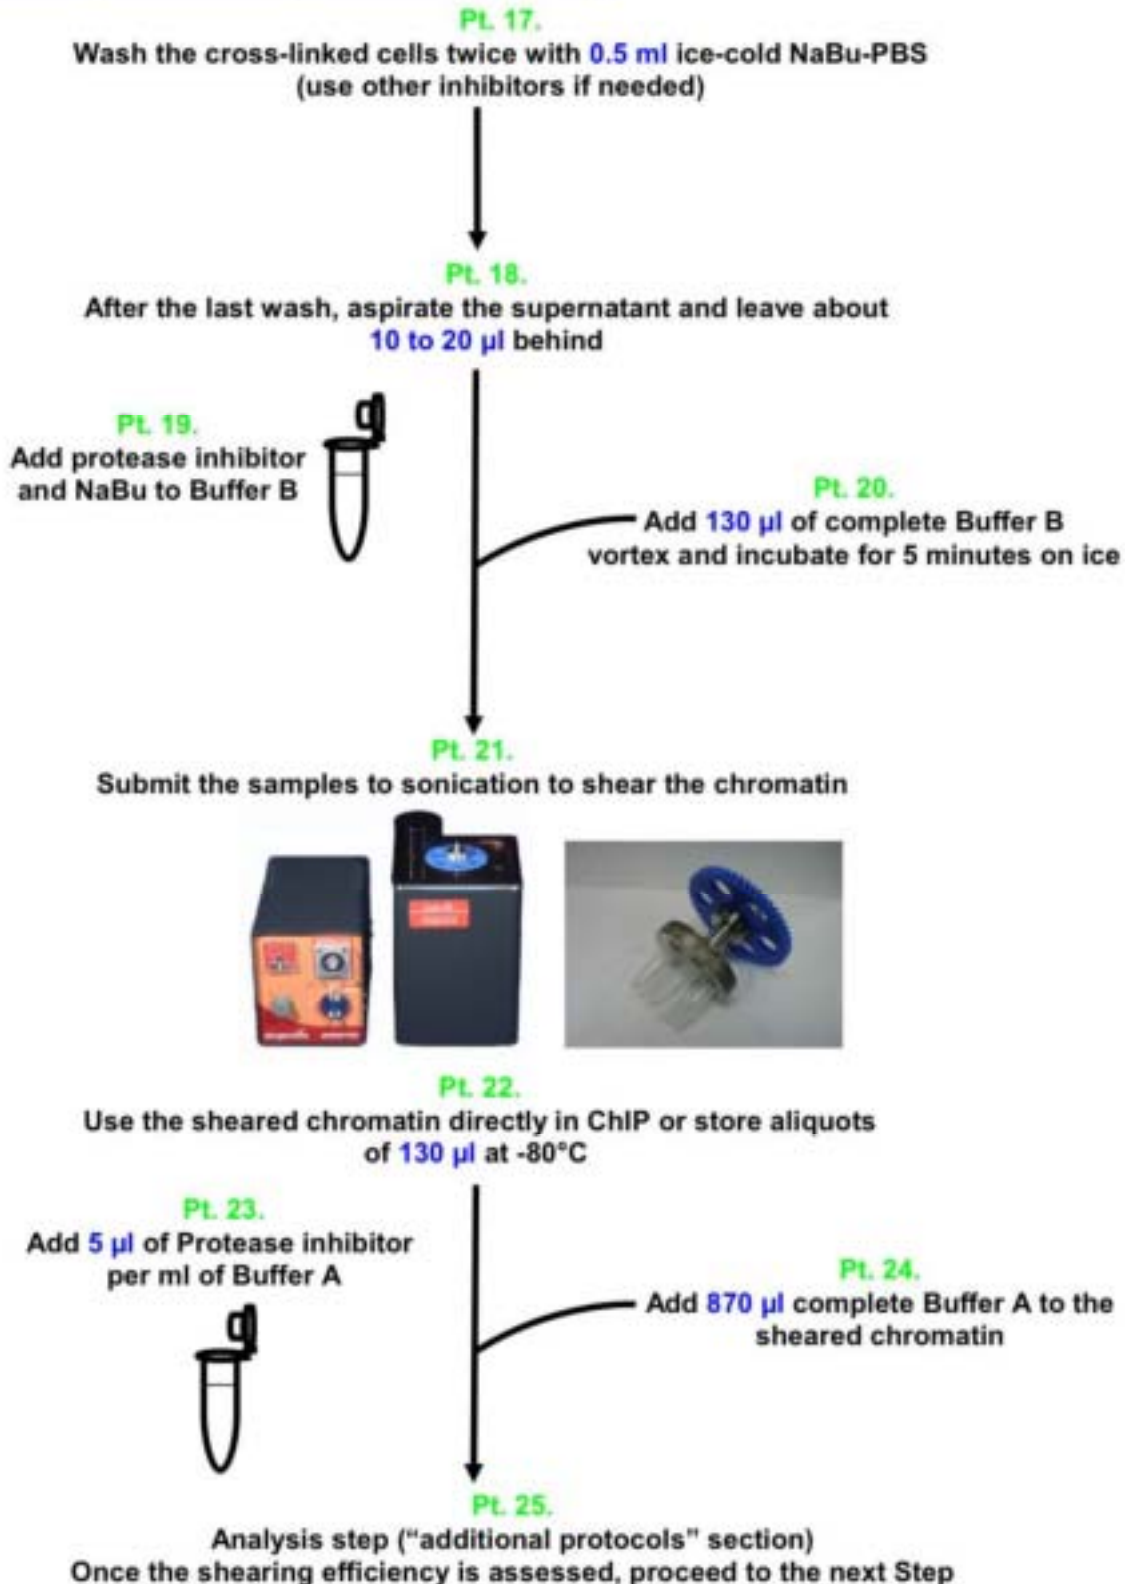 Pt. 17.
Wash the cross-linked cells twice with 0.5 ml ice-cold NaBu-PBS
(use other inhibitors if needed)
Pt. 18.
After the last wash, aspirate the supernatant and leave about
10 to 20 µl behind
Pt. 19.
Add protease inhibitor
and NaBu to Buffer B
Pt. 20.
Add 130 µl of complete Buffer B
vortex and incubate for 5 minutes on ice
Pt. 21.
Submit the samples to sonication to shear the chromatin
Pt. 22.
Use the sheared chromatin directly in ChIP or store aliquots
of 130 µl at -80°C
Pt. 23.
Add 5 µl of Protease inhibitor
per ml of Buffer A
Pt. 24.
Add 870 µl complete Buffer A to the
sheared chromatin
Pt. 25.
Analysis step (“additional protocols” section)
Once the shearing efficiency is assessed, proceed to the next Step